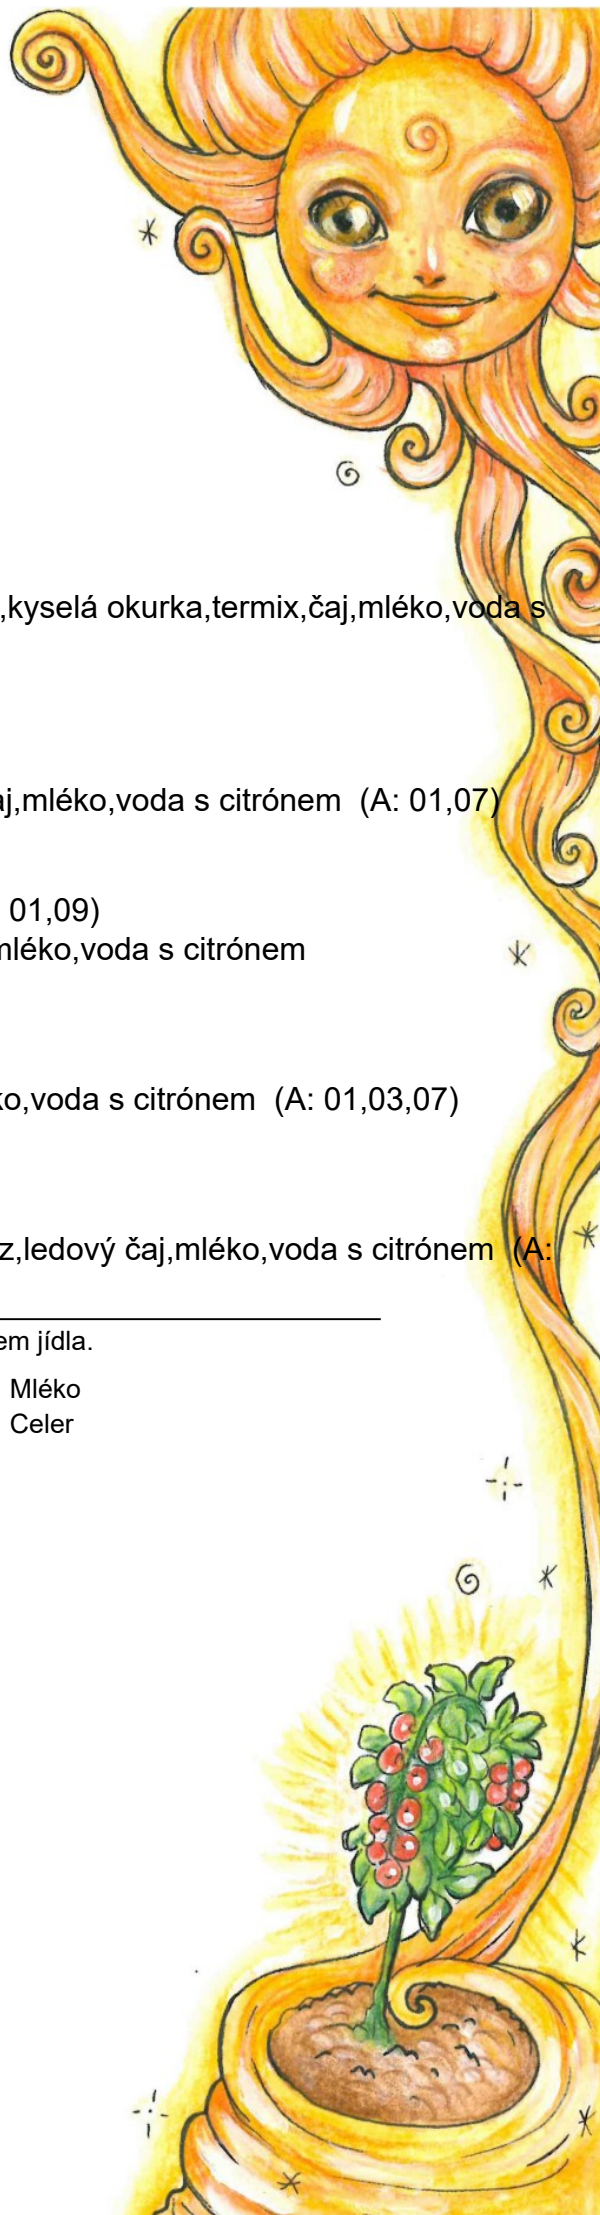 ,kyselá okurka,termix,čaj,mléko,voda s
aj,mléko,voda s citrónem (A: 01,07)
01,09)
mléko,voda s citrónem
ko,voda s citrónem (A: 01,03,07)
z,ledový čaj,mléko,voda s citrónem (A:
em jídla.
Mléko
Celer